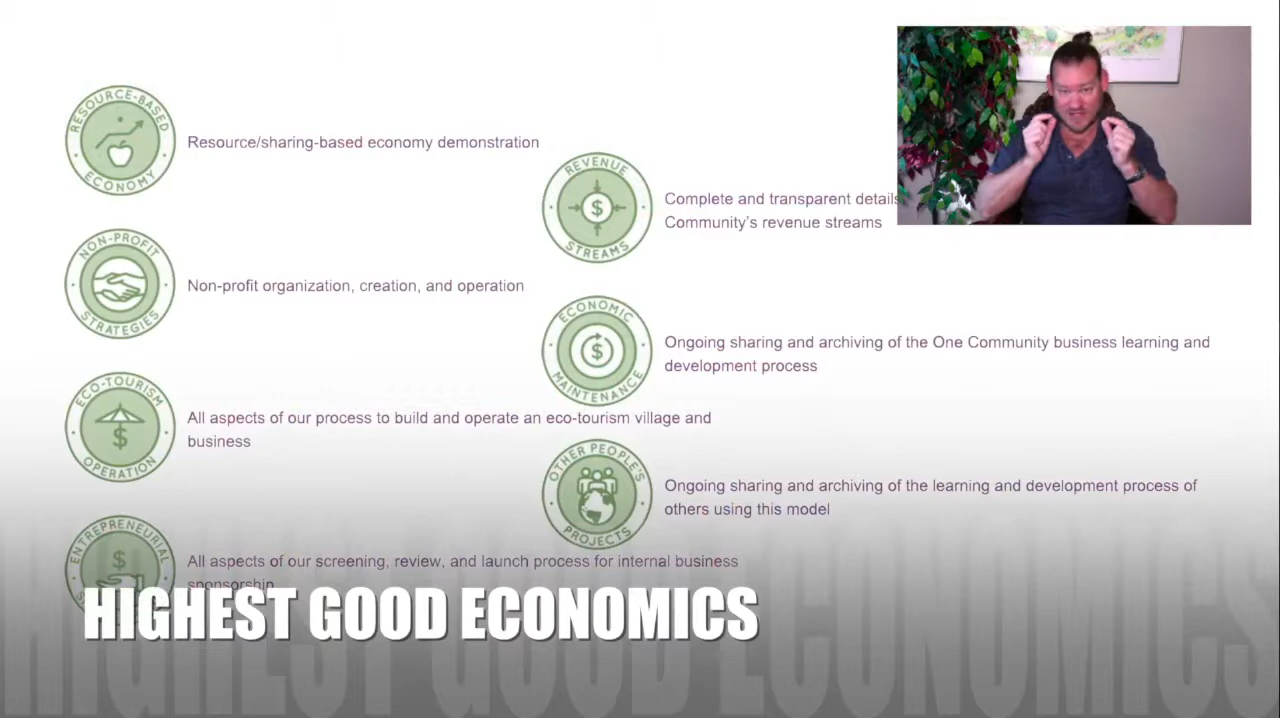 RESOURCE-BASED
ECONOMY
Resource/sharing-based economy demonstration
NON-PROFIT
STRATEGIES
Non-profit organization, creation, and operation
ECO-TOURISM
$
OPERATION
All aspects of our process to build and operate an eco-tourism village and
business
ENTREPRENEURIAL
$
All aspects of our screening, review, and launch process for internal business
sponsorship
REVENUE
$
STREAMS
Complete and transparent details
Community's revenue streams
ECONOMIC
$
MAINTENANCE
Ongoing sharing and archiving of the One Community business learning and
development process
OTHER PEOPLE'S
PROJECTS
Ongoing sharing and archiving of the learning and development process of
others using this model
HIGHEST GOOD ECONOMICS
HIGHEST GOOD ECONOMICS